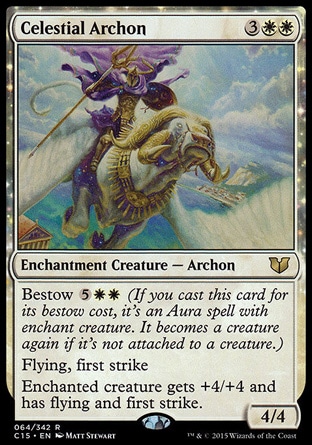 Celestial Archon 3
Enchantment Creature — Archon
Bestow 5 (If you cast this card for
its bestow cost, it's an Aura spell with
enchant creature. It becomes a creature
again if it's not attached to a creature.)
Flying, first strike
Enchanted creature gets +4/+4 and
has flying and first strike.
4/4
064/342 R
C15 • EN Matt Stewart
™ & © 2015 Wizards of the Coast